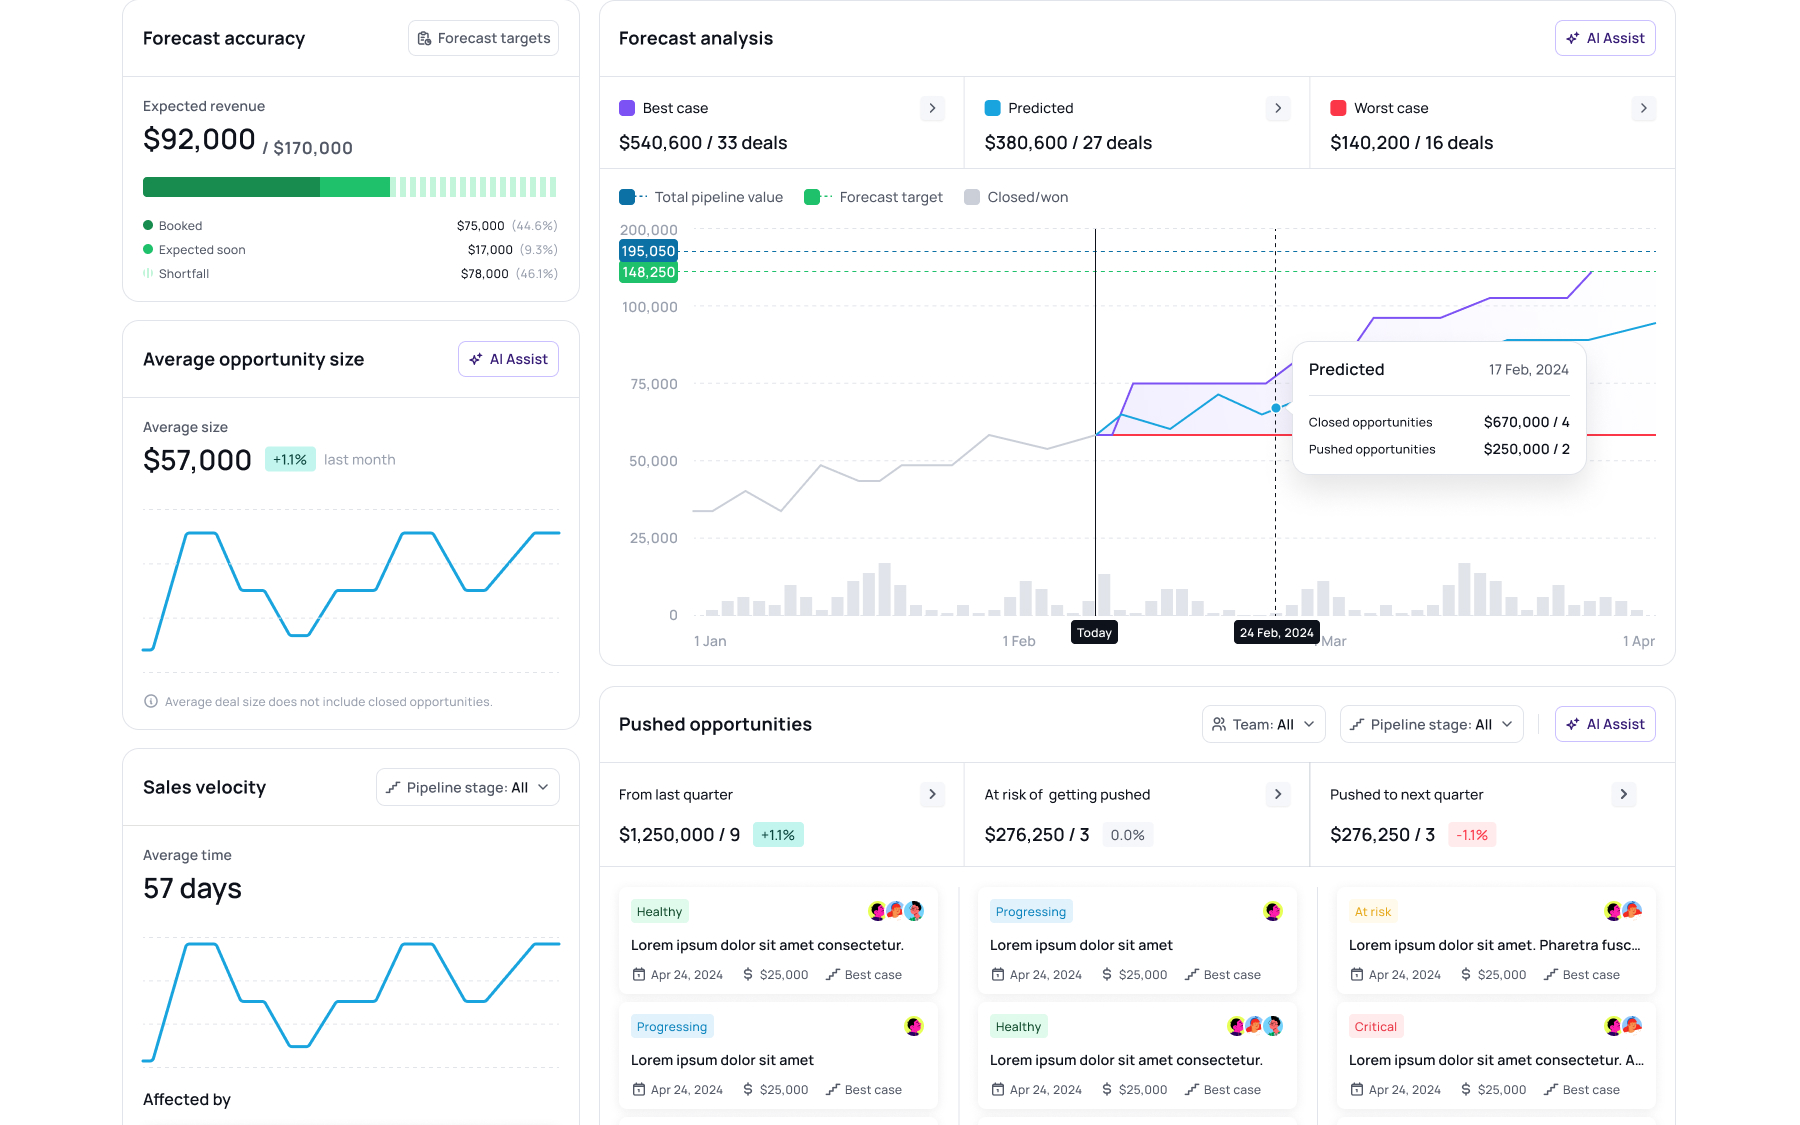 Forecast accuracy
Forecast targets
Expected revenue
$92,000 / $170,000
Booked $75,000 (44.6%)
Expected soon $17,000 (9.3%)
Shortfall $78,000 (46.1%)
Average opportunity size
AI Assist
Average size
$57,000 +1.1% last month
Average deal size does not include closed opportunities.
Sales velocity
Pipeline stage: All
Average time
57 days
Affected by
Forecast analysis
AI Assist
Best case
$540,600 / 33 deals
Predicted
$380,600 / 27 deals
Worst case
$140,200 / 16 deals
Total pipeline value Forecast target Closed/won
200,000
195,050
148,250
100,000
75,000
50,000
25,000
0
Predicted 17 Feb, 2024
Closed opportunities $670,000 / 4
Pushed opportunities $250,000 / 2
1 Jan 1 Feb Today 24 Feb, 2024 Mar 1 Apr
Pushed opportunities
Team: All
Pipeline stage: All
AI Assist
From last quarter
$1,250,000 / 9 +1.1%
At risk of getting pushed
$276,250 / 3 0.0%
Pushed to next quarter
$276,250 / 3 -1.1%
Healthy
Lorem ipsum dolor sit amet consectetur.
Apr 24, 2024 $25,000 Best case
Progressing
Lorem ipsum dolor sit amet
Apr 24, 2024 $25,000 Best case
Progressing
Lorem ipsum dolor sit amet
Apr 24, 2024 $25,000 Best case
Healthy
Lorem ipsum dolor sit amet consectetur.
Apr 24, 2024 $25,000 Best case
At risk
Lorem ipsum dolor sit amet. Pharetra fusc...
Apr 24, 2024 $25,000 Best case
Critical
Lorem ipsum dolor sit amet consectetur. A...
Apr 24, 2024 $25,000 Best case